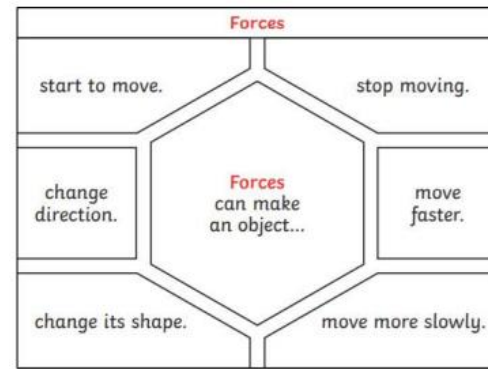 Forces
start to move.
stop moving.
change
direction.
Forces
can make
an object...
move
faster.
change its shape.
move more slowly.